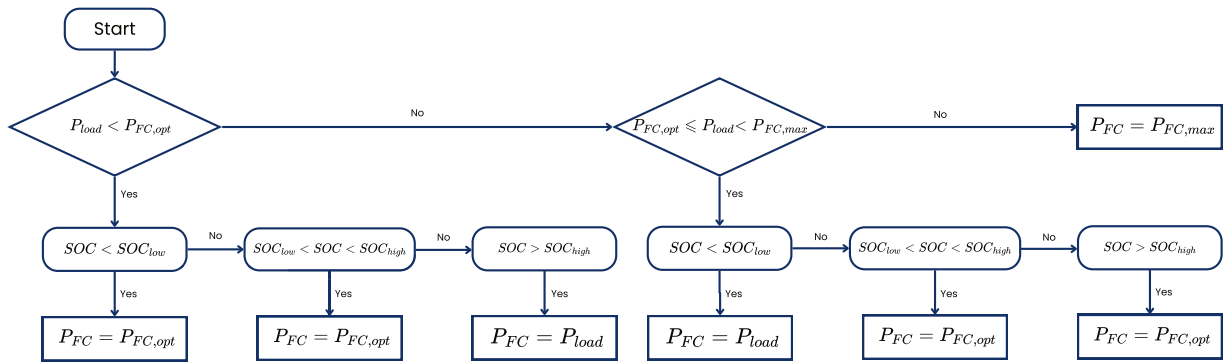 Start
P_load < P_FC,opt
No
P_FC,opt ⩽ P_load < P_FC,max
No
P_FC = P_FC,max
Yes
Yes
SOC < SOC_low
No
SOC_low < SOC < SOC_high
No
SOC > SOC_high
SOC < SOC_low
No
SOC_low < SOC < SOC_high
No
SOC > SOC_high
Yes
Yes
Yes
Yes
Yes
Yes
P_FC = P_FC,opt
P_FC = P_FC,opt
P_FC = P_load
P_FC = P_load
P_FC = P_FC,opt
P_FC = P_FC,opt